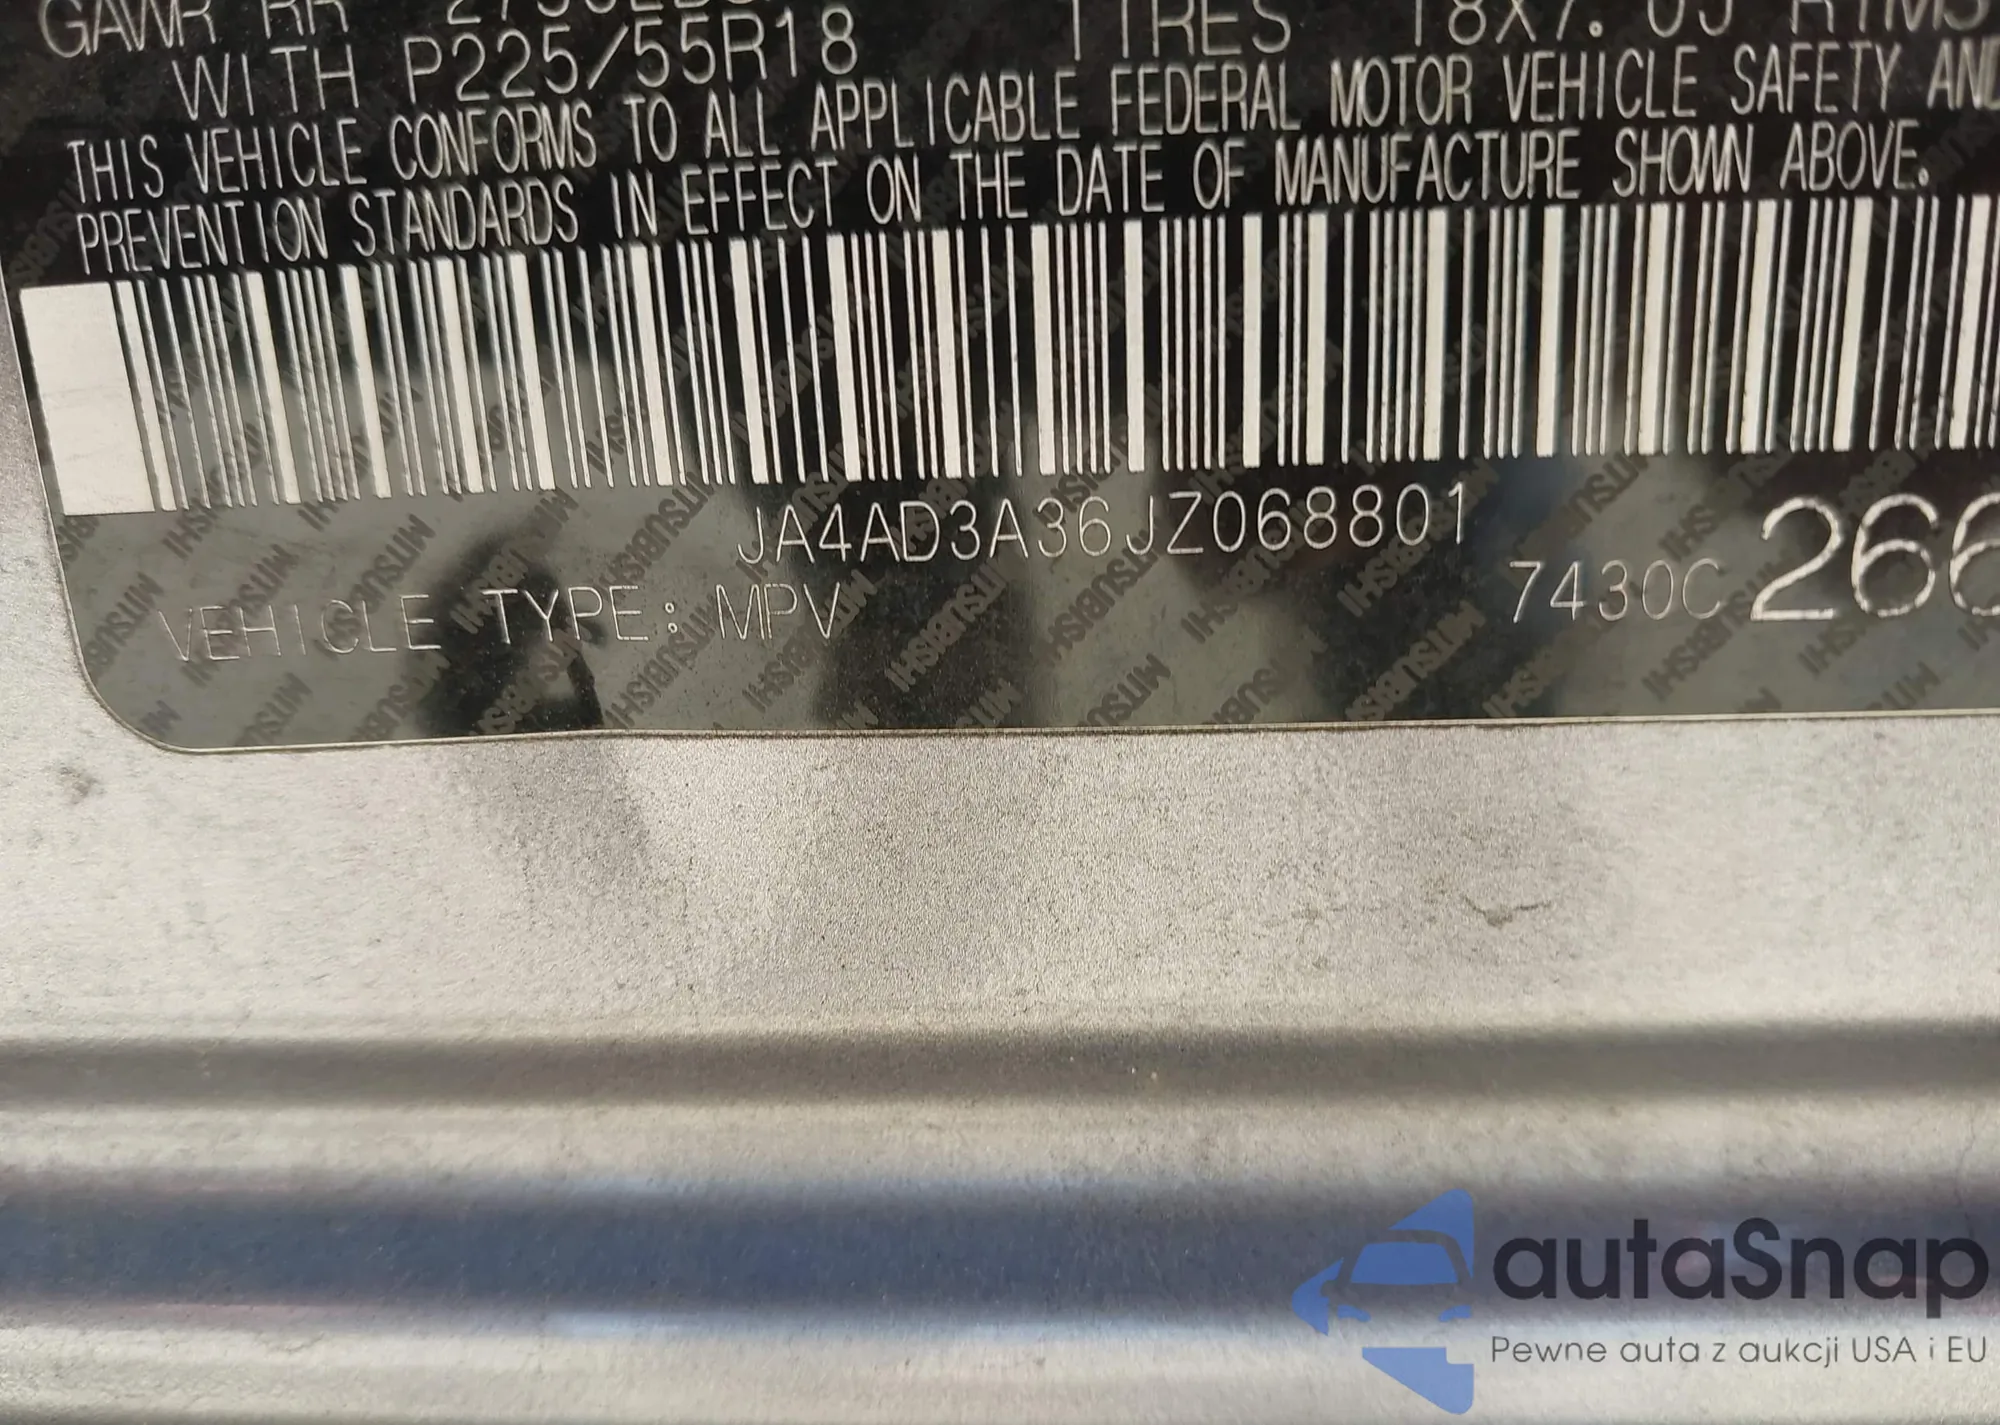 GAWR RR
WITH P225/55R18 TIRES 18X7.0J RIMS
THIS VEHICLE CONFORMS TO ALL APPLICABLE FEDERAL MOTOR VEHICLE SAFETY AND
PREVENTION STANDARDS IN EFFECT ON THE DATE OF MANUFACTURE SHOWN ABOVE.
JA4AD3A36JZ068801
VEHICLE TYPE: MPV 7430C 266
autaSnap
Pewne auta z aukcji USA i EU